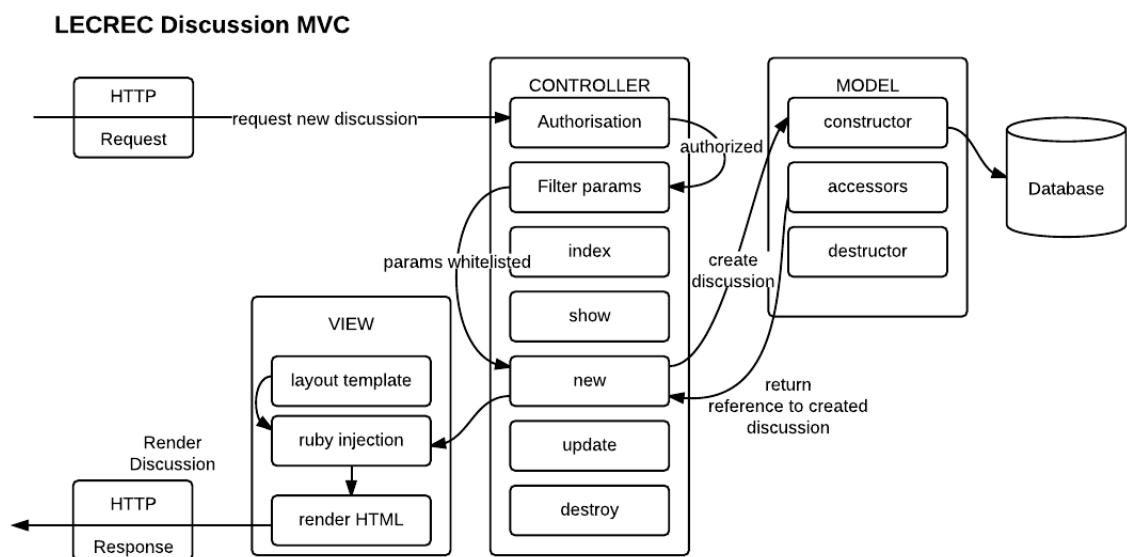 LECREC Discussion MVC
HTTP
Request
request new discussion
CONTROLLER
Authorisation
authorized
Filter params
params whitelisted
index
show
new
update
destroy
MODEL
constructor
accessors
destructor
Database
create
discussion
return
reference to created
discussion
VIEW
layout template
ruby injection
render HTML
Render
Discussion
HTTP
Response